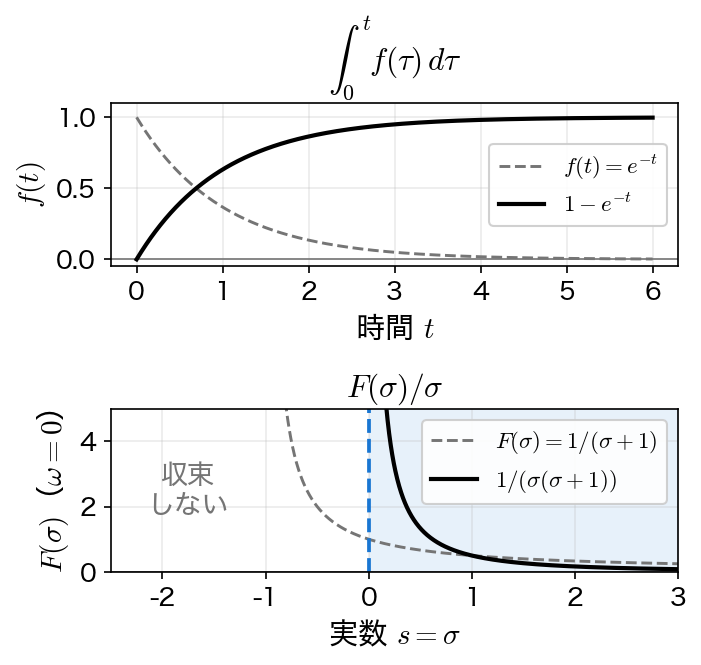 ∫₀ᵗ f(τ) dτ
f(t)
1.0
0.5
0.0
f(t) = e⁻ᵗ
1 − e⁻ᵗ
0 1 2 3 4 5 6
時間 t
F(σ)/σ
F(σ) (ω = 0)
4
2
0
収束
しない
F(σ) = 1/(σ + 1)
1/(σ(σ + 1))
-2 -1 0 1 2 3
実数 s = σ